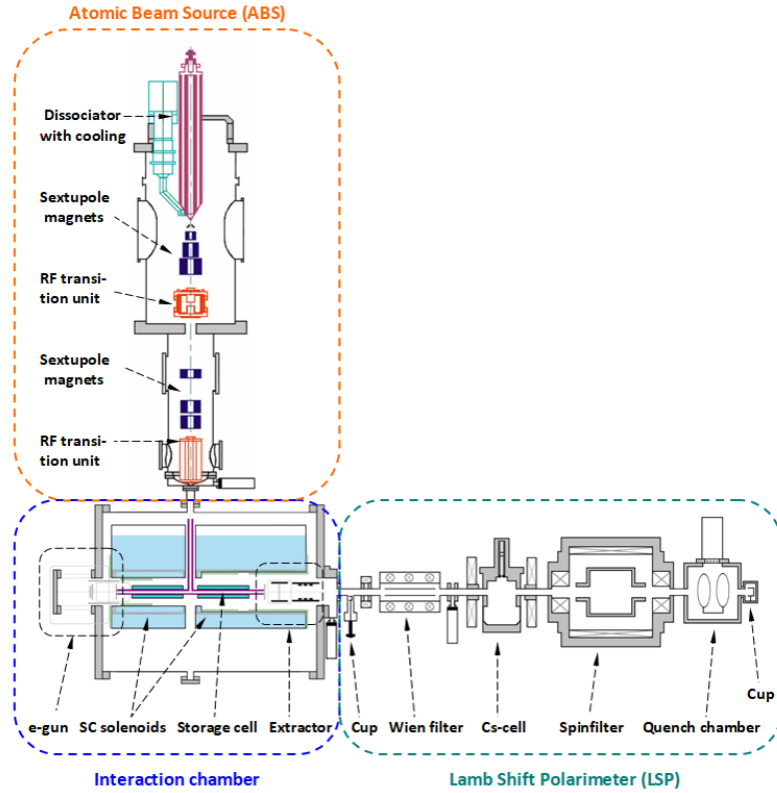 Atomic Beam Source (ABS)
Dissociator
with cooling
Sextupole
magnets
RF transi-
tion unit
Sextupole
magnets
RF transi-
tion unit
e-gun
SC solenoids
Storage cell
Extractor
Cup
Wien filter
Cs-cell
Spinfilter
Quench chamber
Cup
Interaction chamber
Lamb Shift Polarimeter (LSP)